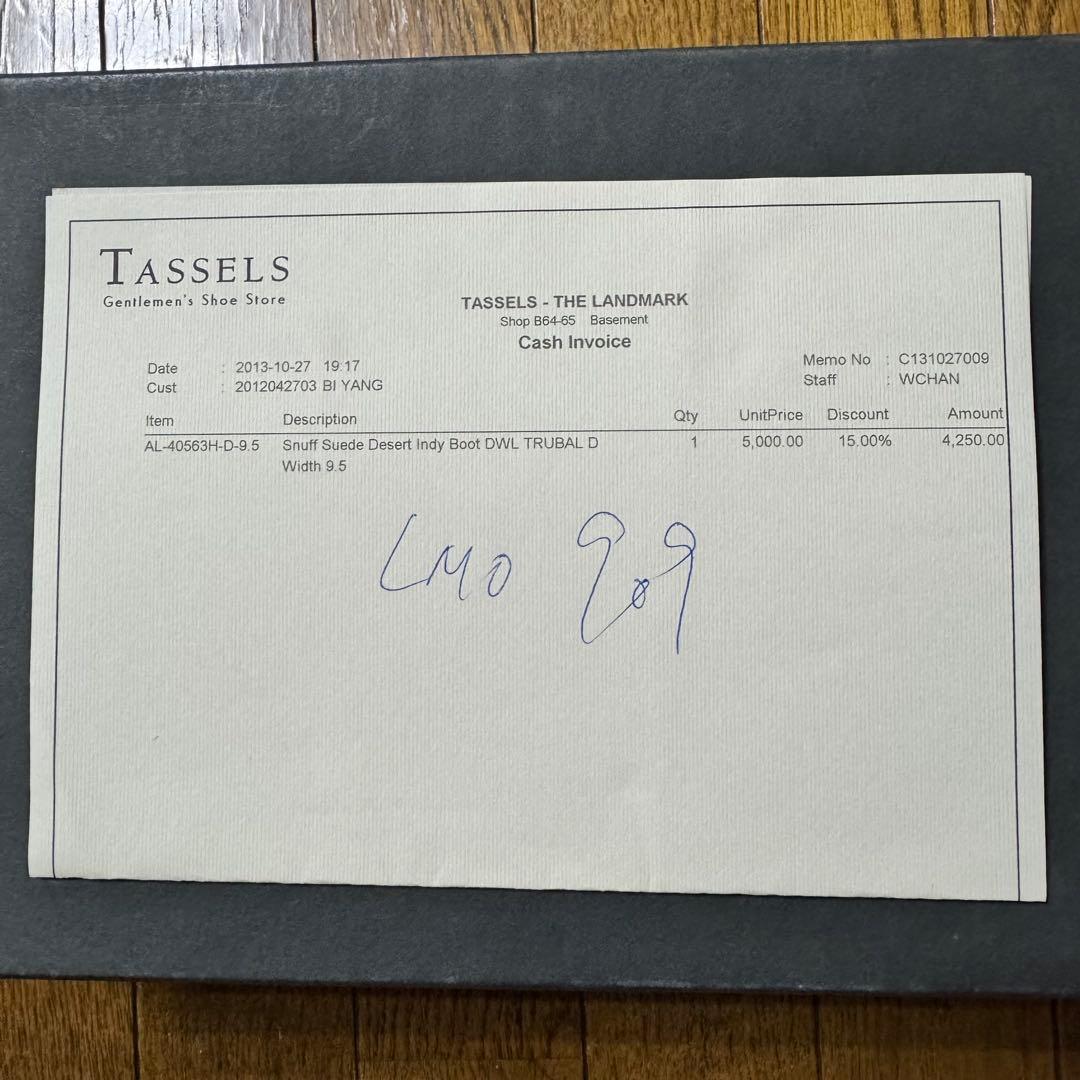 TASSELS
Gentlemen's Shoe Store
TASSELS - THE LANDMARK
Shop B64-65 Basement
Cash Invoice
Date : 2013-10-27 19:17
Cust : 2012042703 BI YANG
Memo No : C131027009
Staff : WCHAN
Item Description Qty UnitPrice Discount Amount
AL-40563H-D-9.5 Snuff Suede Desert Indy Boot DWL TRUBAL D 1 5,000.00 15.00% 4,250.00
Width 9.5